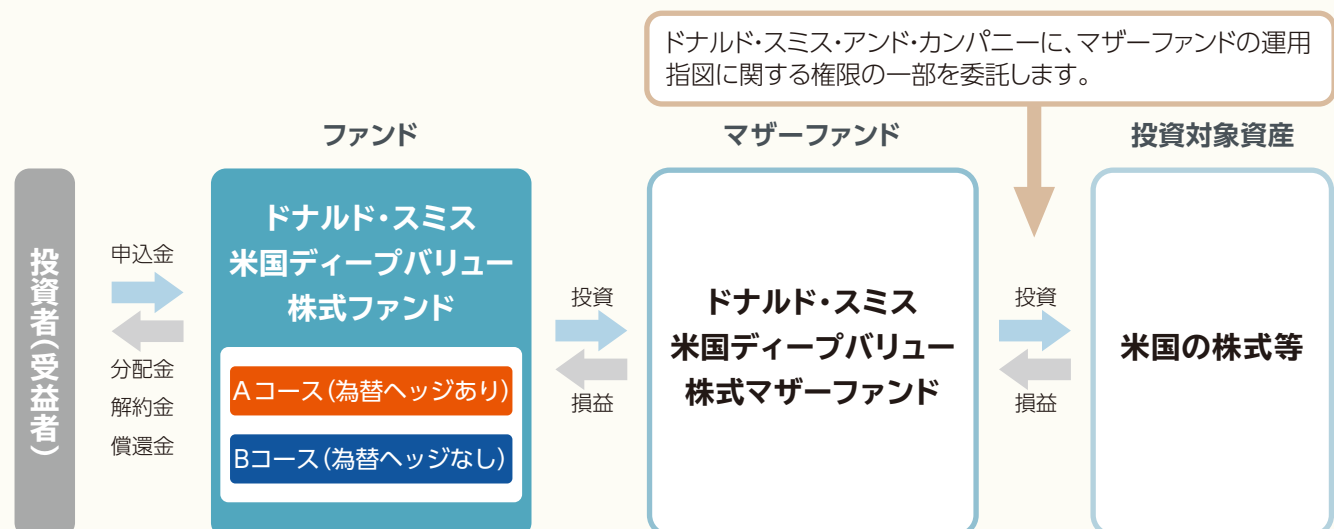 ドナルド・スミス・アンド・カンパニーに、マザーファンドの運用
指図に関する権限の一部を委託します。
ファンド
マザーファンド
投資対象資産
投資者(受益者)
申込金
分配金
解約金
償還金
ドナルド・スミス
米国ディープバリュー
株式ファンド
Aコース(為替ヘッジあり)
Bコース(為替ヘッジなし)
投資
損益
ドナルド・スミス
米国ディープバリュー
株式マザーファンド
投資
損益
米国の株式等